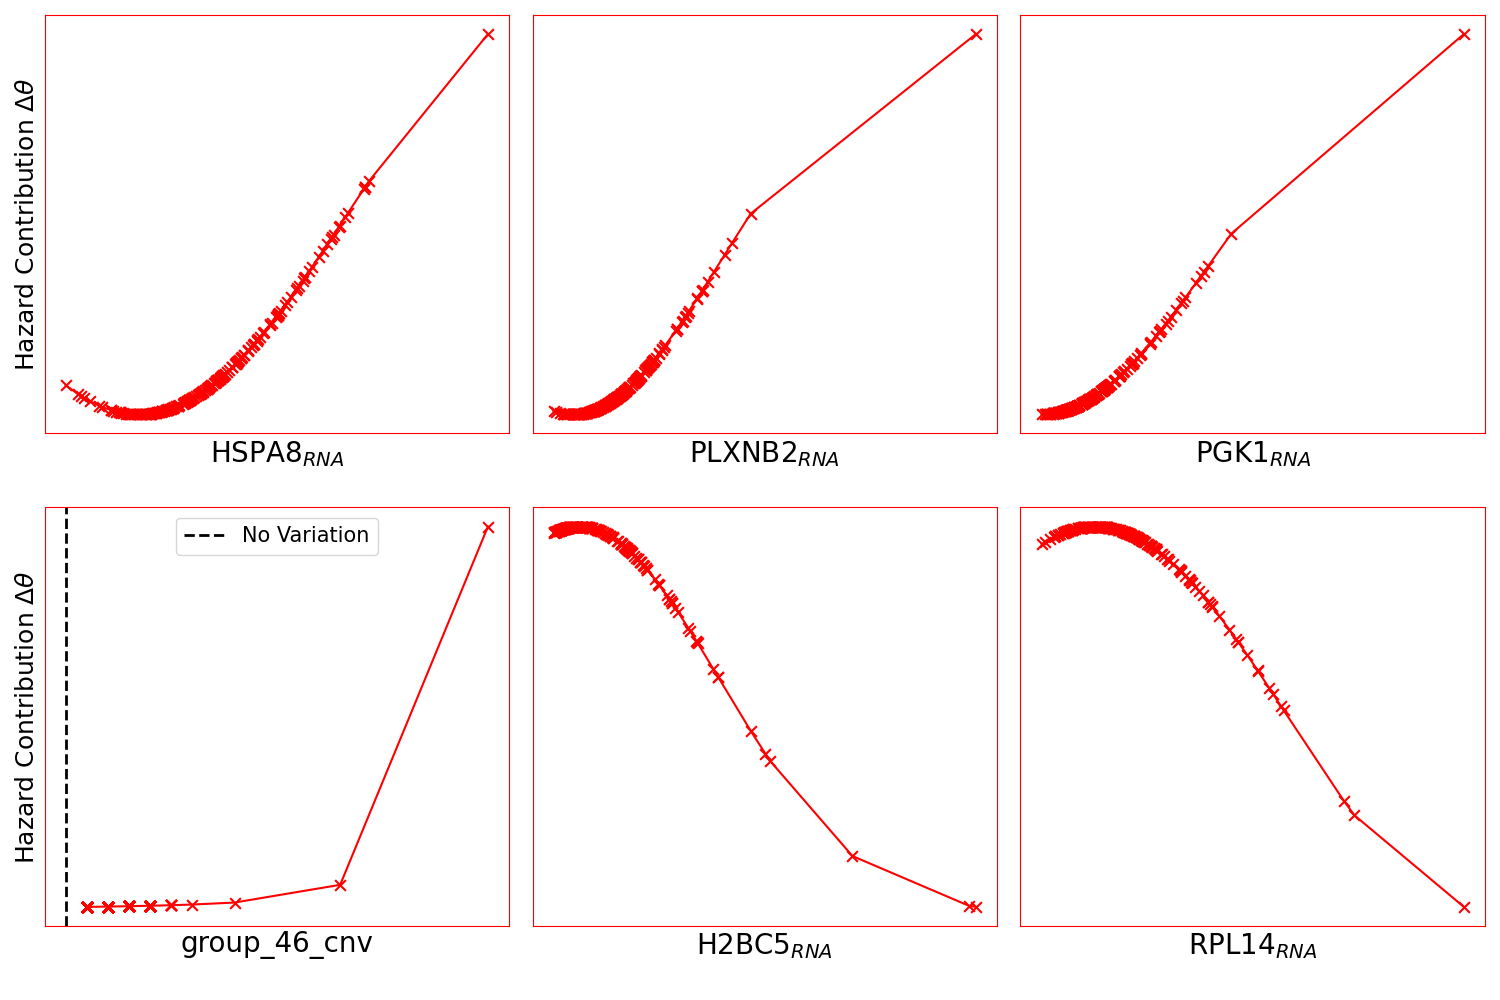 Hazard Contribution Δθ
HSPA8RNA
PLXNB2RNA
PGK1RNA
Hazard Contribution Δθ
No Variation
group_46_cnv
H2BC5RNA
RPL14RNA